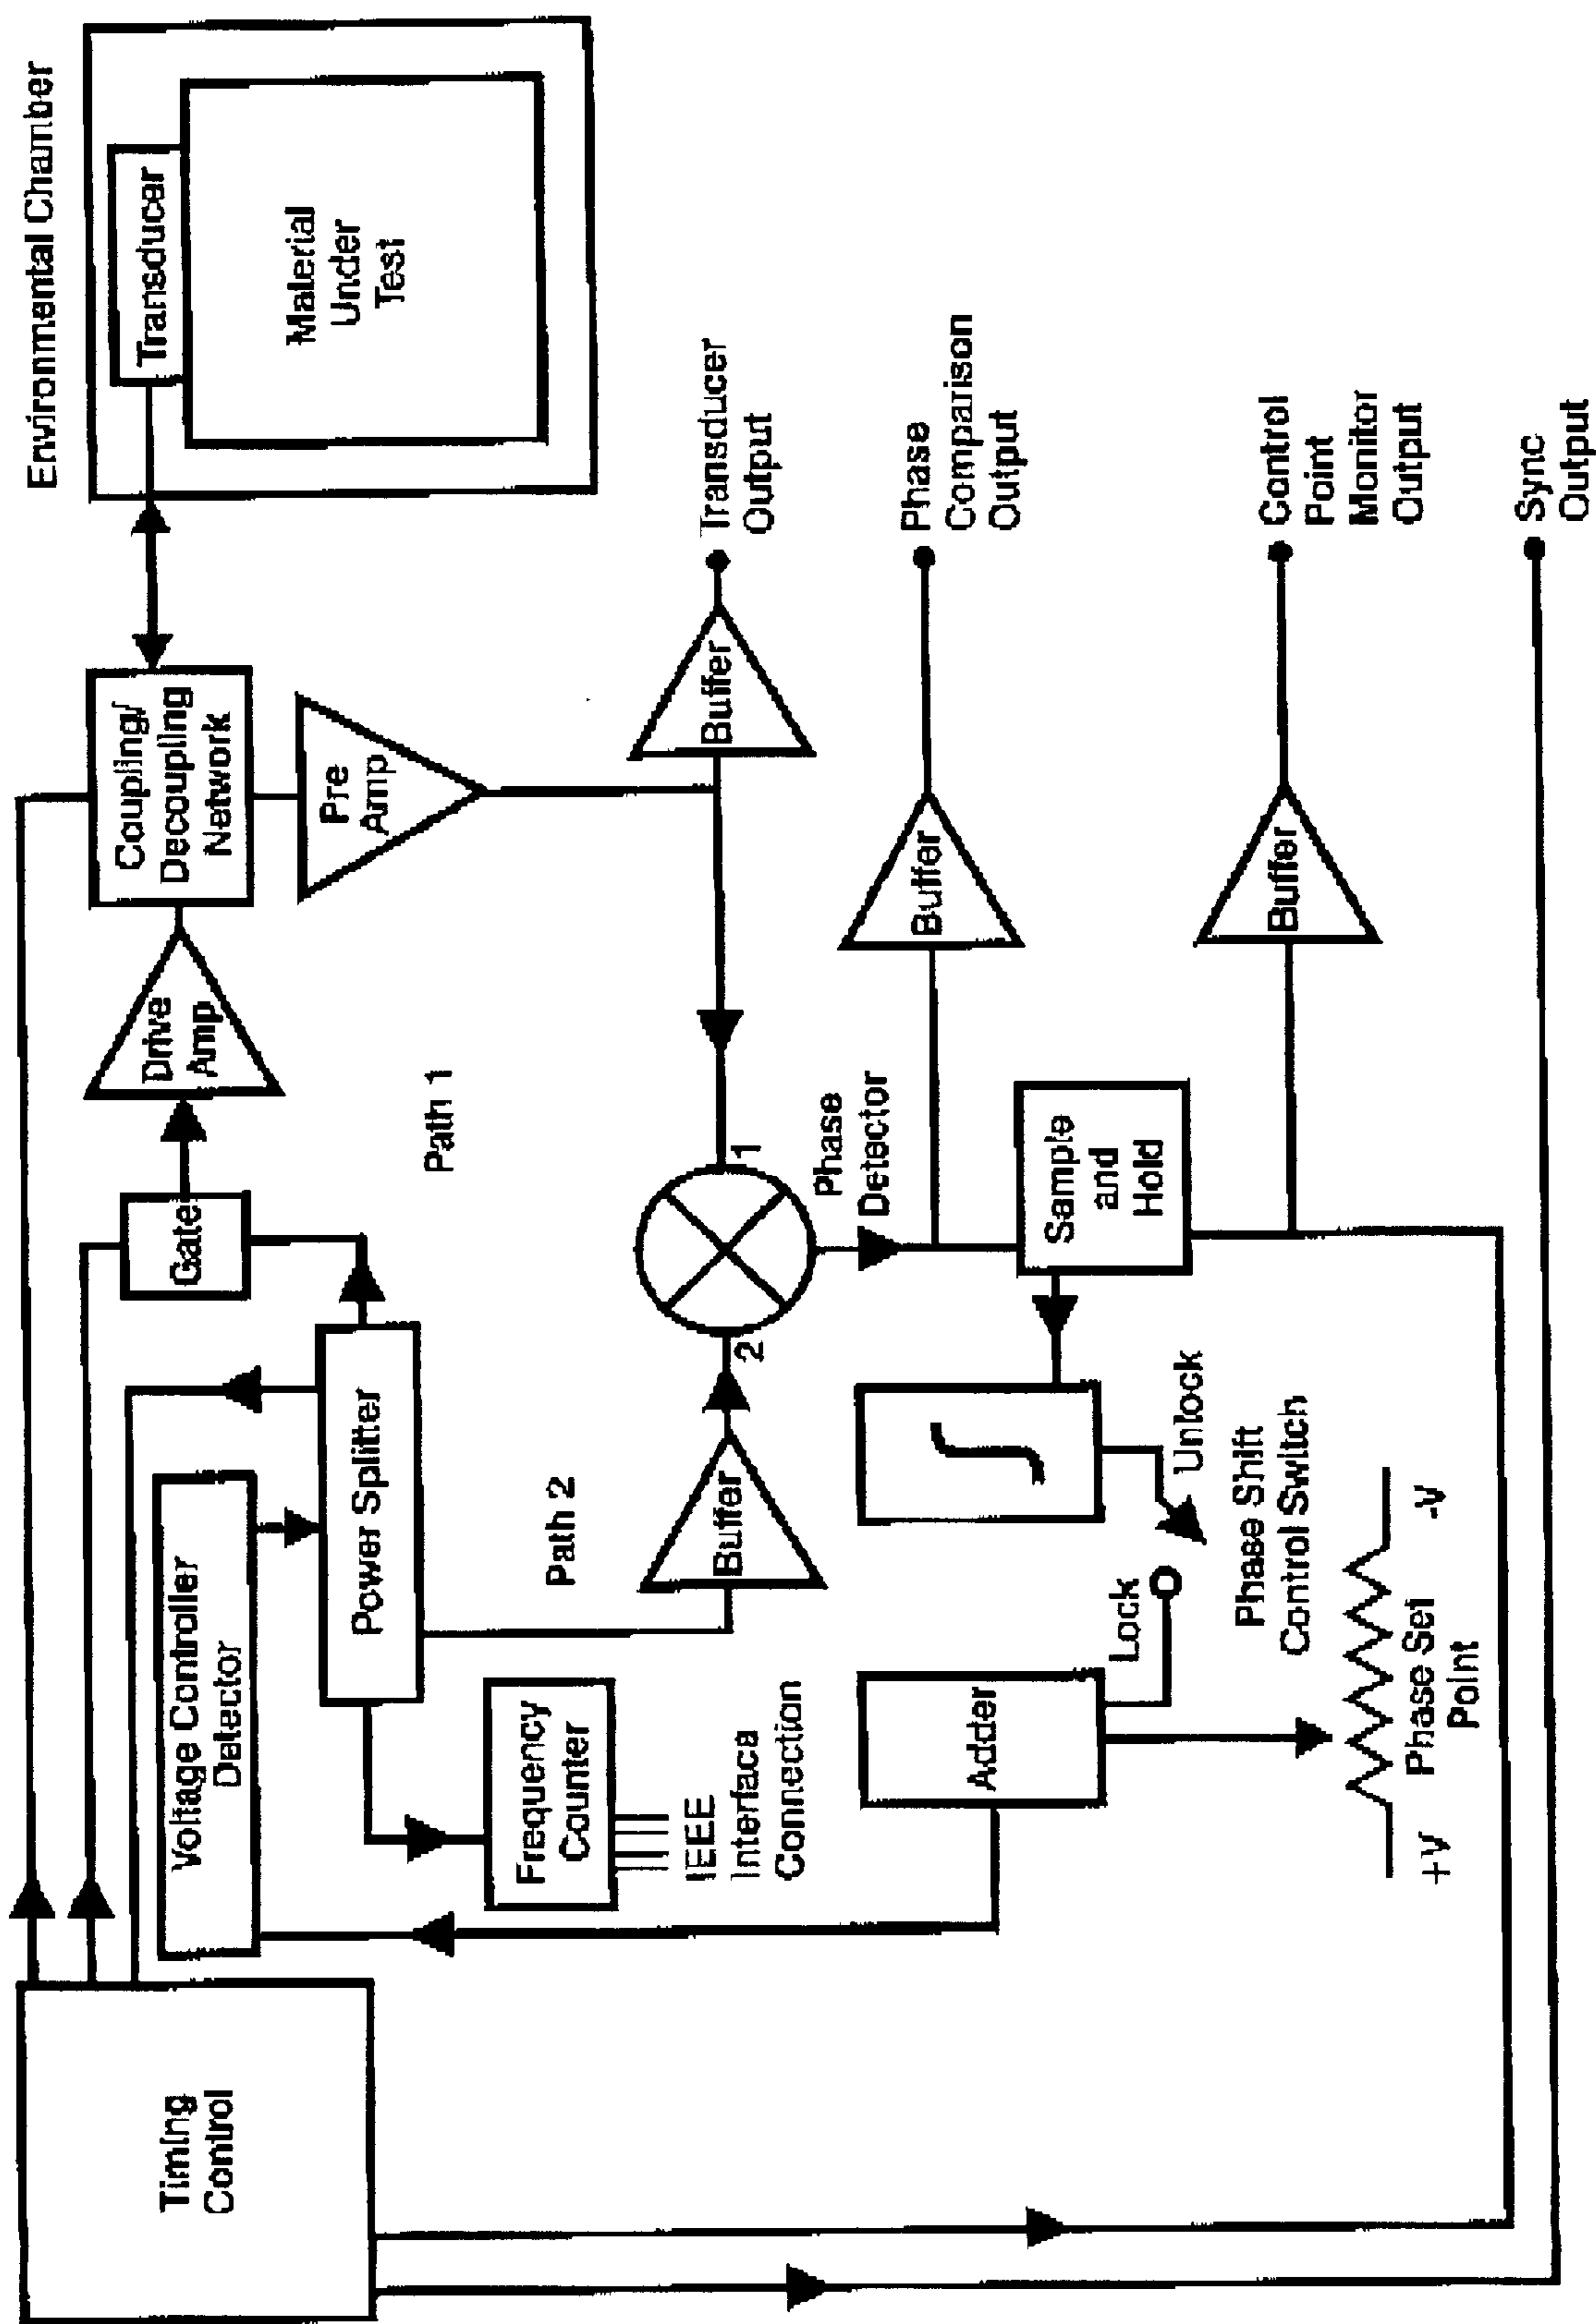 Environmental Chamber
Transducer
Material
Under
Test
Coupling/
Decoupling
Network
Pre
Amp
Drive
Amp
Gate
Path 1
Timing
Control
Voltage Controller
Detector
Power Splitter
Path 2
Frequency
Counter
IEEE
Interface
Connection
Buffer
Transducer
Output
1
2
Phase
Detector
Buffer
Buffer
Phase
Comparison
Output
Sample
and
Hold
Buffer
Control
Point
Monitor
Output
Sync
Output
∫
Unlock
Lock
Phase Shift
Control Switch
Adder
+V
-V
Phase Set
Point